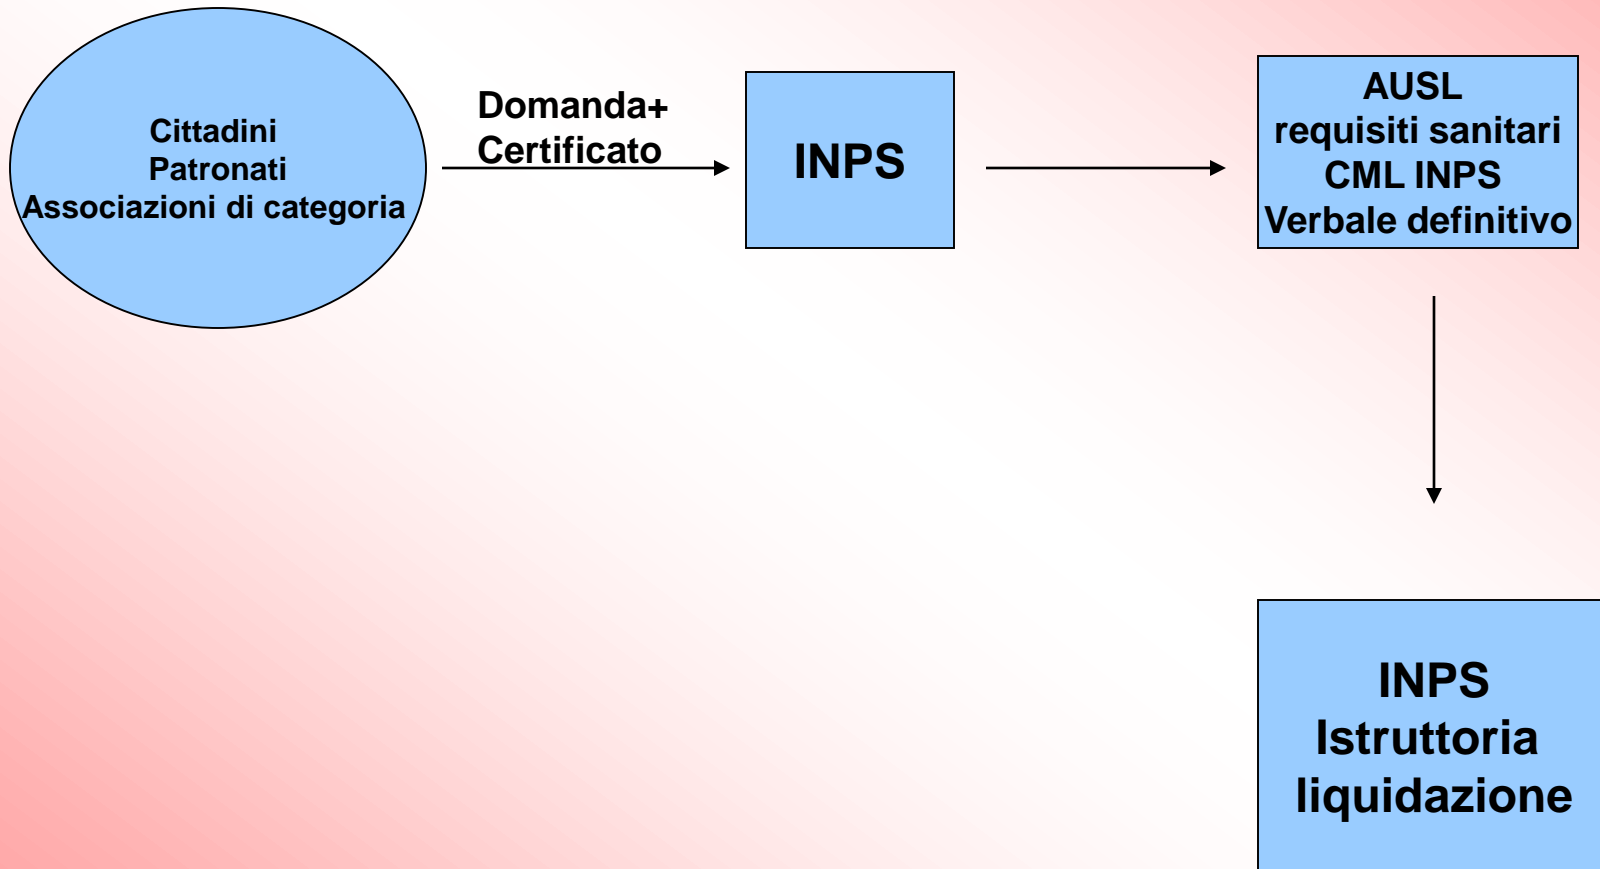 Cittadini
Patronati
Associazioni di categoria
Domanda+
Certificato
INPS
AUSL
requisiti sanitari
CML INPS
Verbale definitivo
INPS
Istruttoria
liquidazione